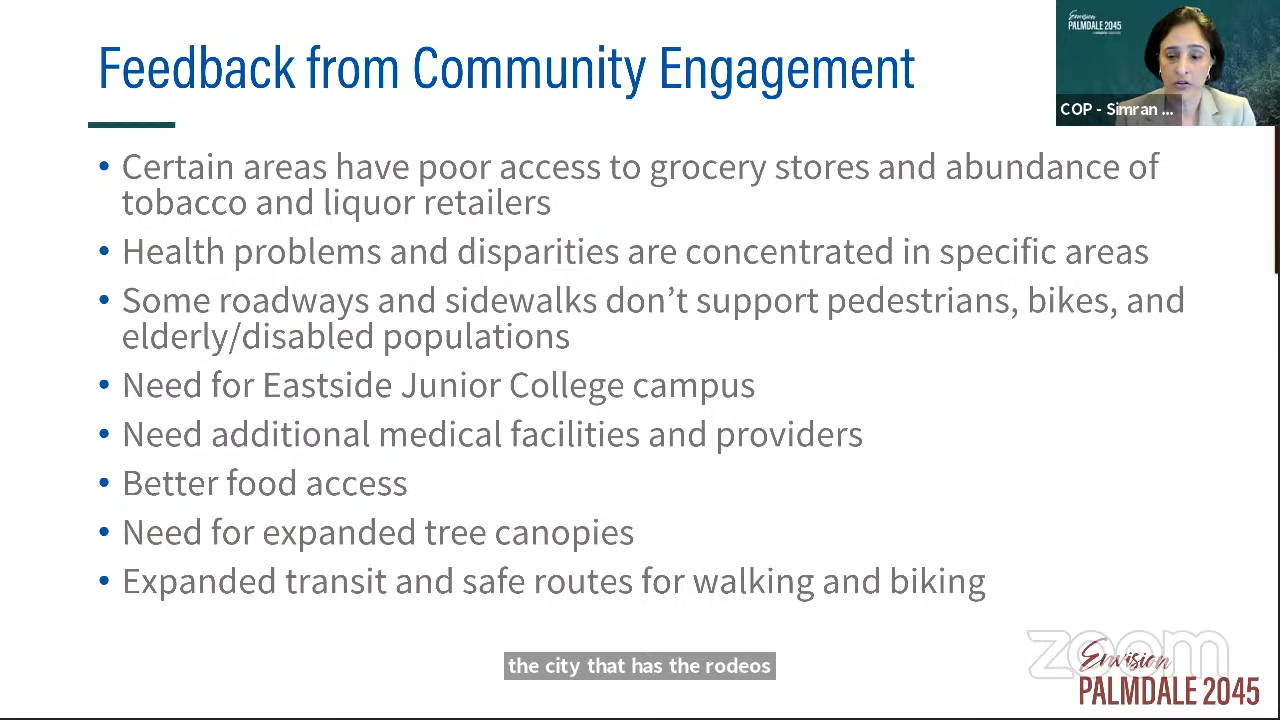 Feedback from Community Engagement
Envision
PALMDALE 2045
COP - Simran ...
• Certain areas have poor access to grocery stores and abundance of
tobacco and liquor retailers
• Health problems and disparities are concentrated in specific areas
• Some roadways and sidewalks don’t support pedestrians, bikes, and
elderly/disabled populations
• Need for Eastside Junior College campus
• Need additional medical facilities and providers
• Better food access
• Need for expanded tree canopies
• Expanded transit and safe routes for walking and biking
the city that has the rodeos
zoom
Envision
PALMDALE 2045